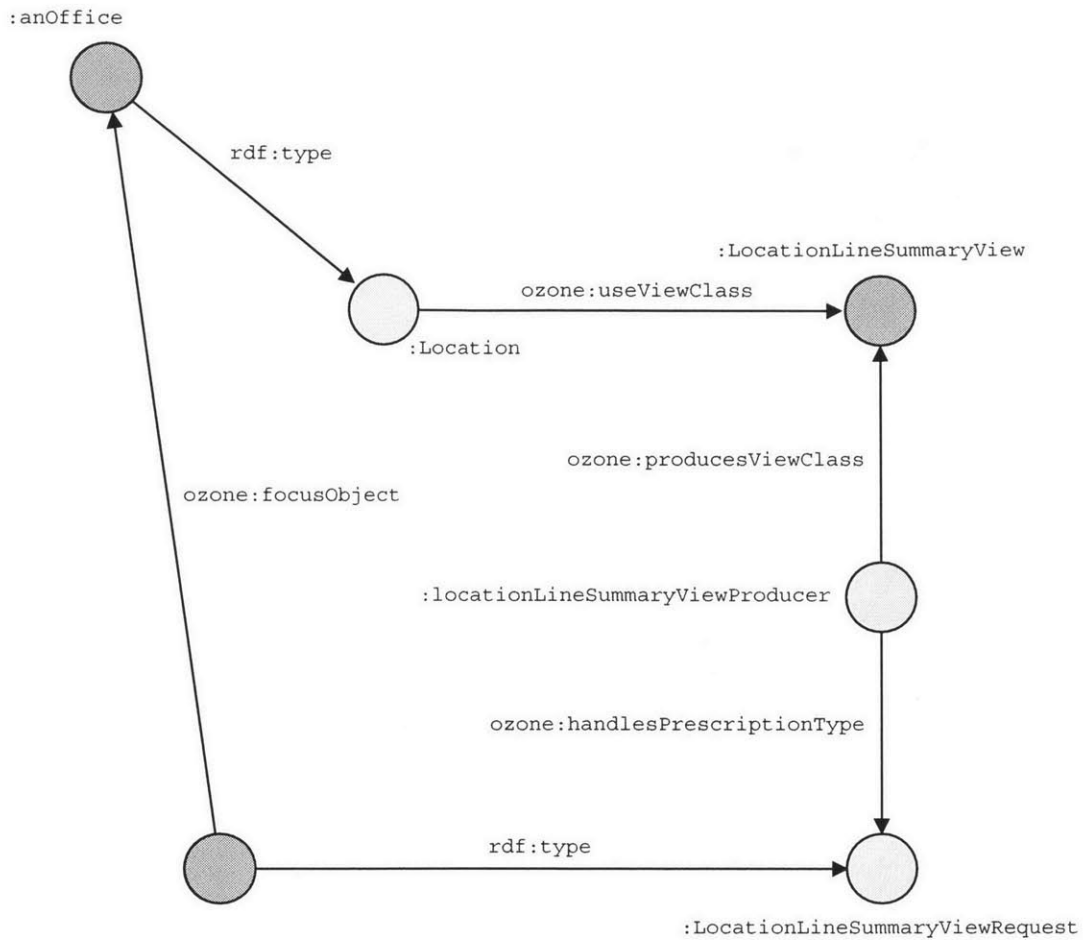 :anOffice
rdf:type
:LocationLineSummaryView
ozone:useViewClass
:Location
ozone:producesViewClass
ozone:focusObject
:locationLineSummaryViewProducer
ozone:handlesPrescriptionType
rdf:type
:LocationLineSummaryViewRequest